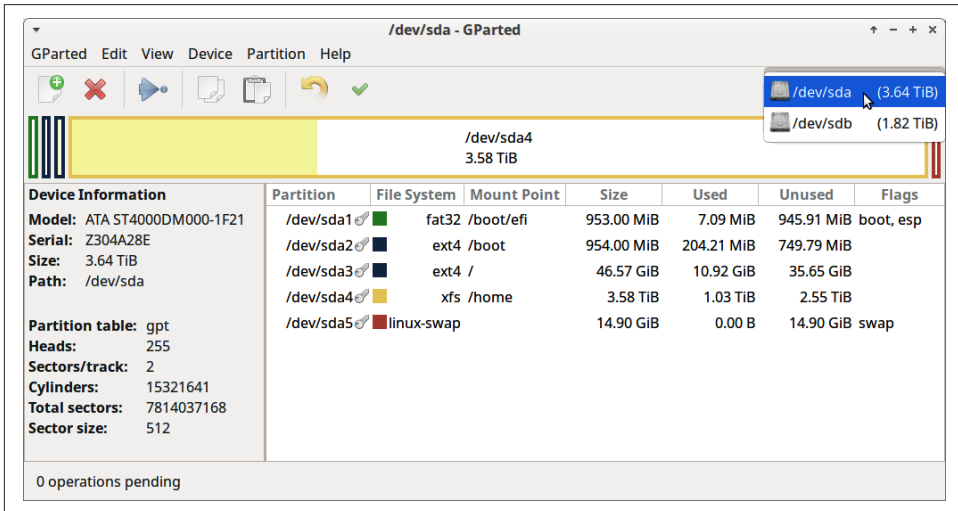 /dev/sda - GParted
GParted Edit View Device Partition Help
/dev/sda (3.64 TiB)
/dev/sdb (1.82 TiB)
/dev/sda4
3.58 TiB
Device Information
Model: ATA ST4000DM000-1F21
Serial: Z304A28E
Size: 3.64 TiB
Path: /dev/sda
Partition table: gpt
Heads: 255
Sectors/track: 2
Cylinders: 15321641
Total sectors: 7814037168
Sector size: 512
Partition File System Mount Point Size Used Unused Flags
/dev/sda1 fat32 /boot/efi 953.00 MiB 7.09 MiB 945.91 MiB boot, esp
/dev/sda2 ext4 /boot 954.00 MiB 204.21 MiB 749.79 MiB
/dev/sda3 ext4 / 46.57 GiB 10.92 GiB 35.65 GiB
/dev/sda4 xfs /home 3.58 TiB 1.03 TiB 2.55 TiB
/dev/sda5 linux-swap 14.90 GiB 0.00 B 14.90 GiB swap
0 operations pending